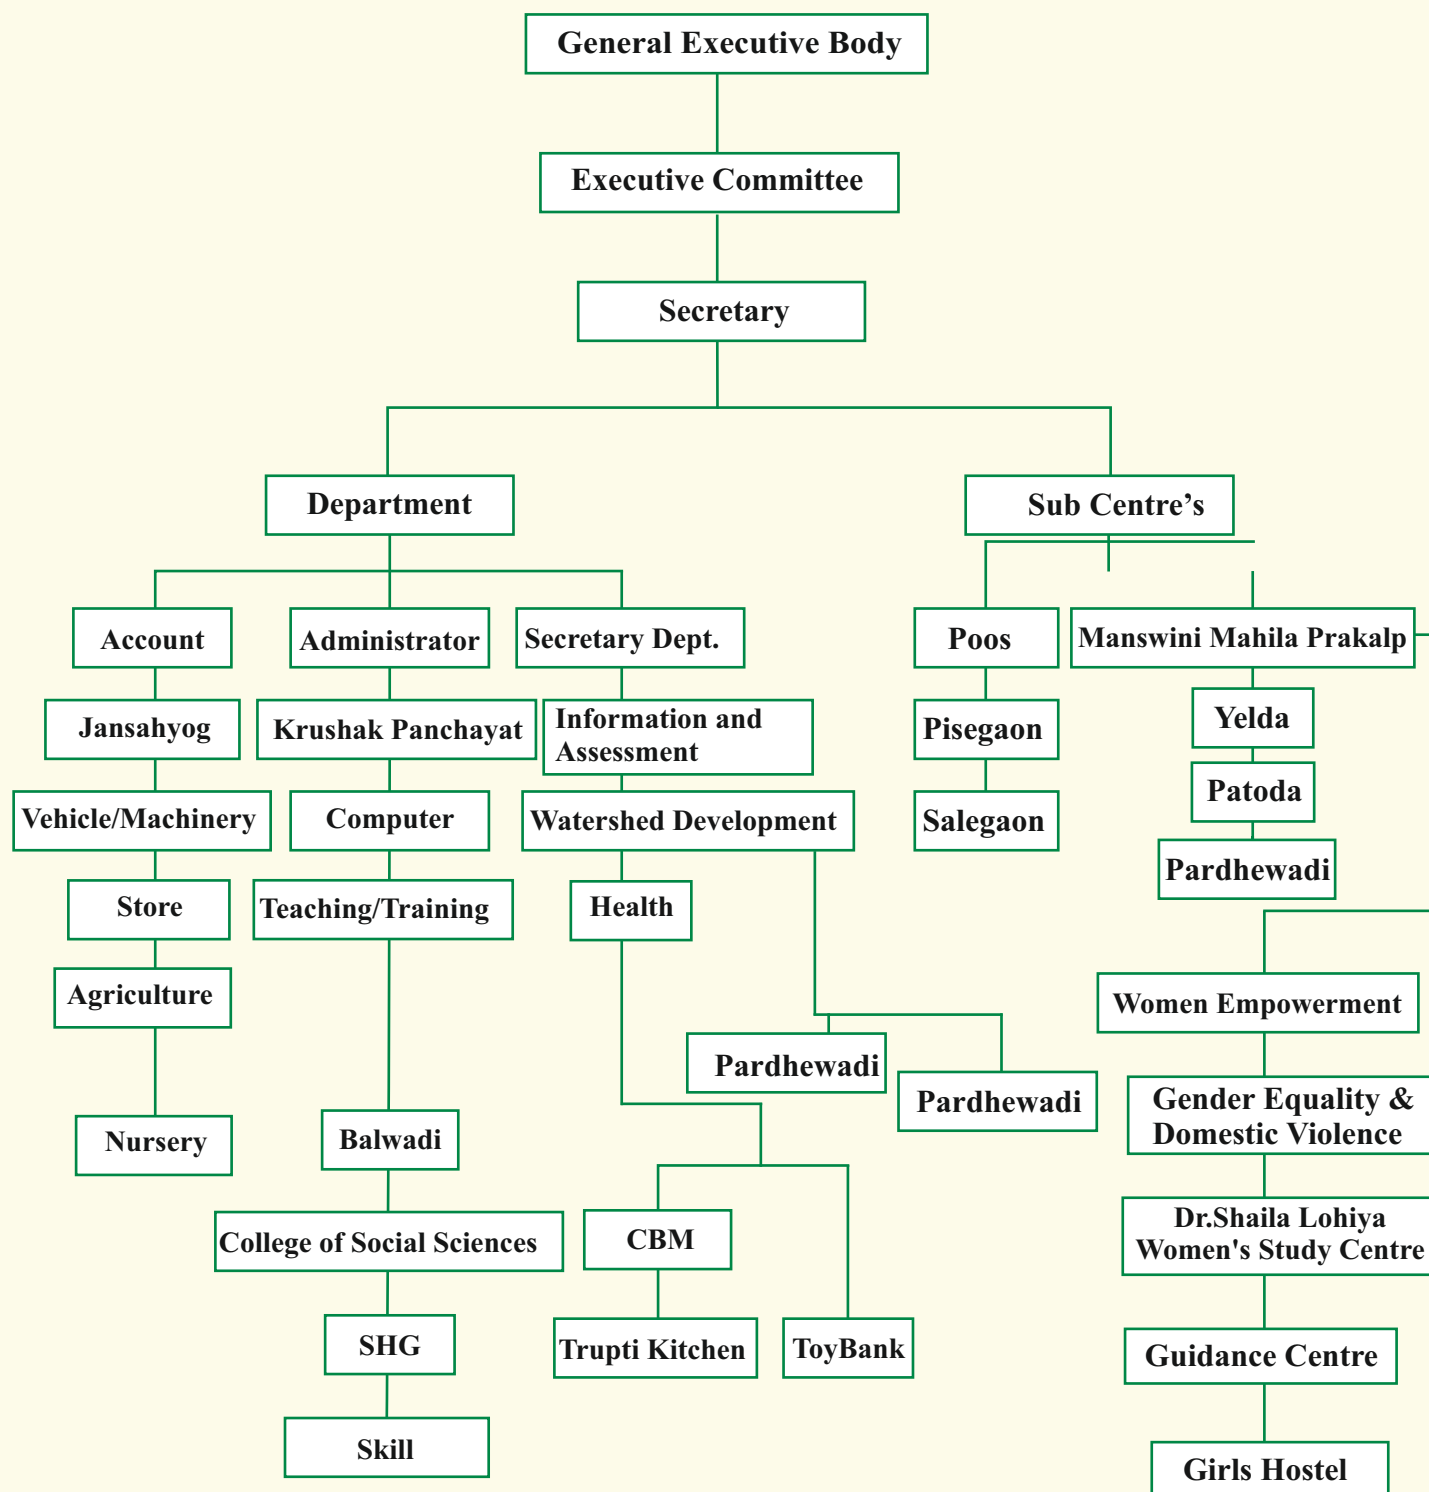 General Executive Body
Executive Committee
Secretary
Department
Sub Centre’s
Account
Administrator
Secretary Dept.
Poos
Manswini Mahila Prakalp
Jansahyog
Krushak Panchayat
Information and
Assessment
Pisegaon
Yelda
Vehicle/Machinery
Computer
Watershed Development
Salegaon
Patoda
Pardhewadi
Store
Teaching/Training
Health
Agriculture
Women Empowerment
Pardhewadi
Pardhewadi
Gender Equality &
Domestic Violence
Nursery
Balwadi
Dr.Shaila Lohiya
Women's Study Centre
College of Social Sciences
CBM
SHG
Trupti Kitchen
ToyBank
Guidance Centre
Skill
Girls Hostel